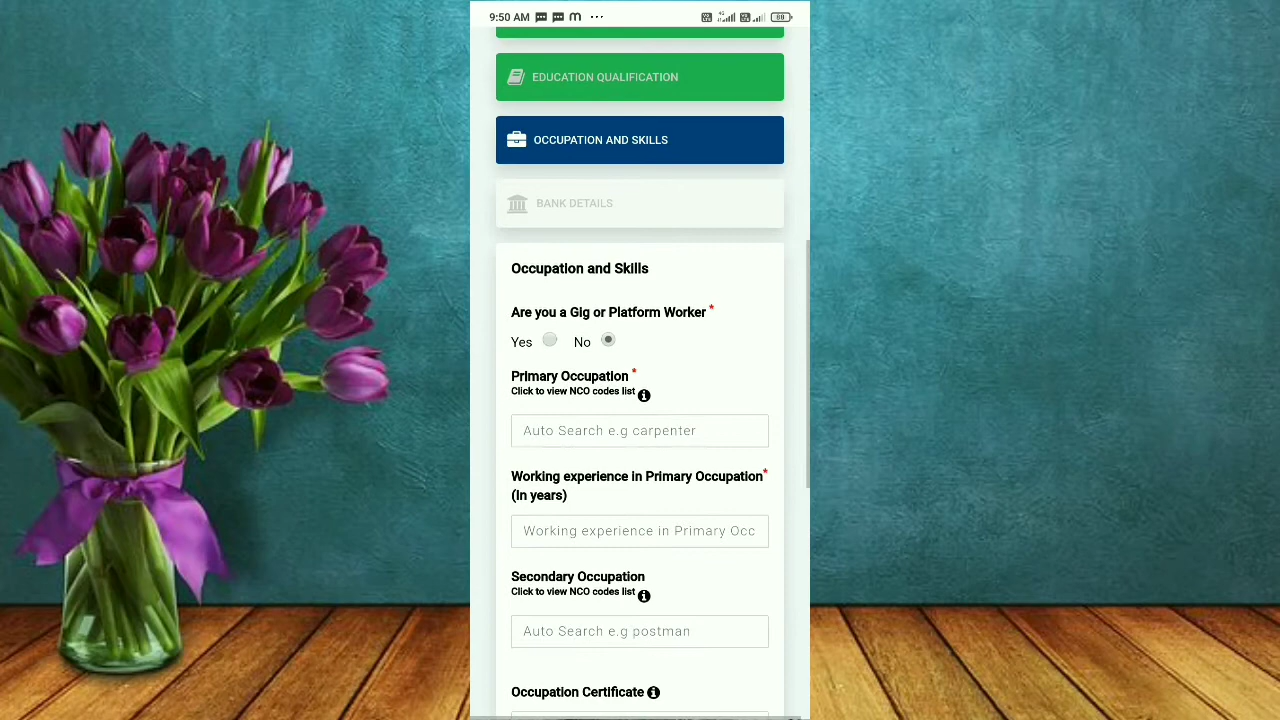 9:50 AM
4G
89
EDUCATION QUALIFICATION
OCCUPATION AND SKILLS
BANK DETAILS
Occupation and Skills
Are you a Gig or Platform Worker *
Yes No
Primary Occupation *
Click to view NCO codes list
Auto Search e.g carpenter
Working experience in Primary Occupation*
(In years)
Working experience in Primary Occ
Secondary Occupation
Click to view NCO codes list
Auto Search e.g postman
Occupation Certificate